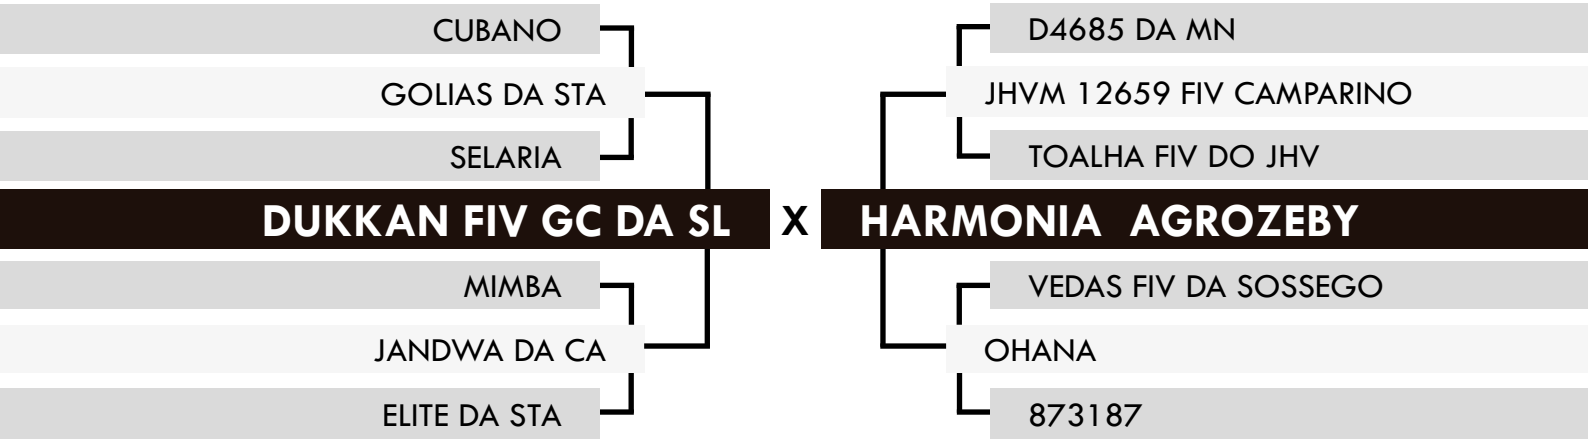 CUBANO
D4685 DA MN
GOLIAS DA STA
JHVM 12659 FIV CAMPARINO
SELARIA
TOALHA FIV DO JHV
DUKKAN FIV GC DA SL X HARMONIA AGROZEBY
MIMBA
VEDAS FIV DA SOSSEGO
JANDWA DA CA
OHANA
ELITE DA STA
873187